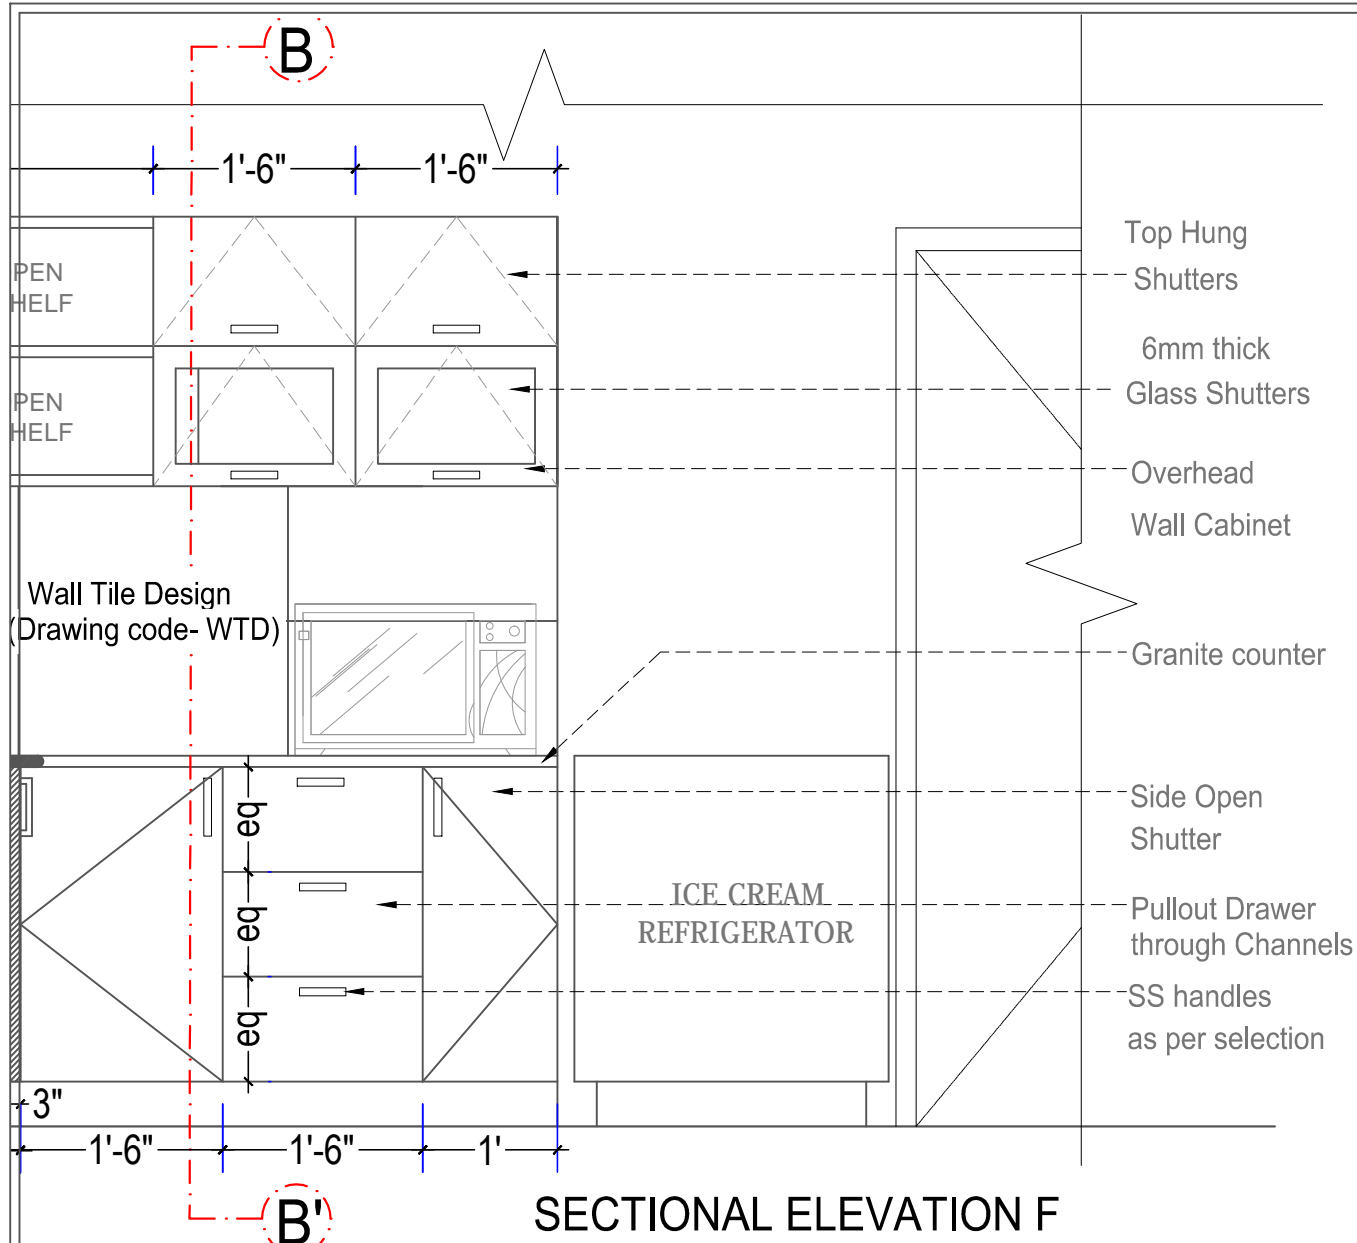 B
1'-6" 1'-6"
Top Hung
Shutters
PEN
HELF
6mm thick
Glass Shutters
PEN
HELF
Overhead
Wall Cabinet
Wall Tile Design
(Drawing code- WTD)
Granite counter
Side Open
Shutter
eq
ICE CREAM
REFRIGERATOR
Pullout Drawer
through Channels
eq
SS handles
as per selection
eq
3"
1'-6" 1'-6" 1'
B'
SECTIONAL ELEVATION F